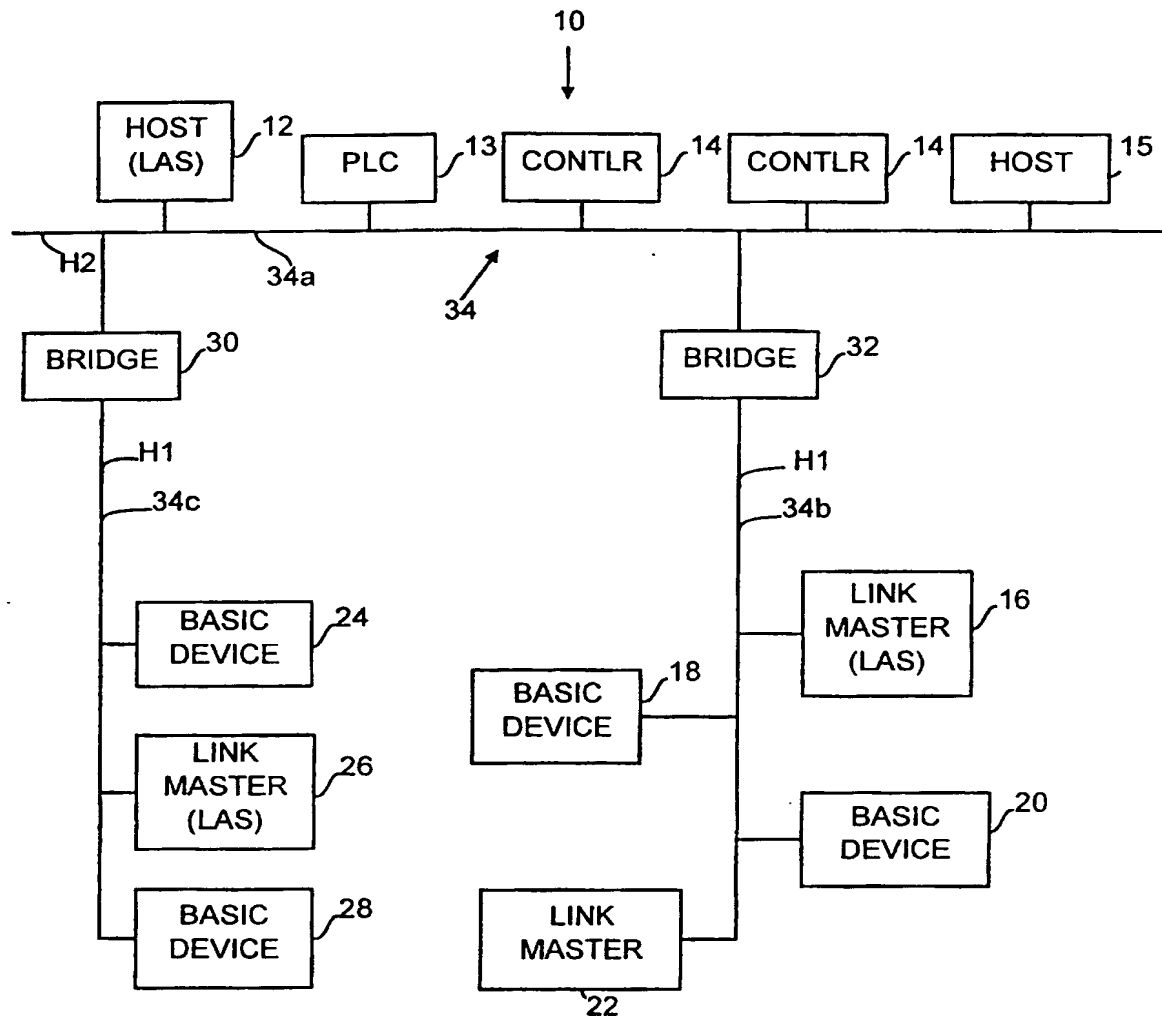 10
HOST
(LAS)
12
PLC
13
CONTLR
14
CONTLR
14
HOST
15
H2
34a
34
BRIDGE
30
BRIDGE
32
H1
34c
H1
34b
BASIC
DEVICE
24
LINK
MASTER
(LAS)
16
BASIC
DEVICE
18
LINK
MASTER
(LAS)
26
BASIC
DEVICE
20
BASIC
DEVICE
28
LINK
MASTER
22